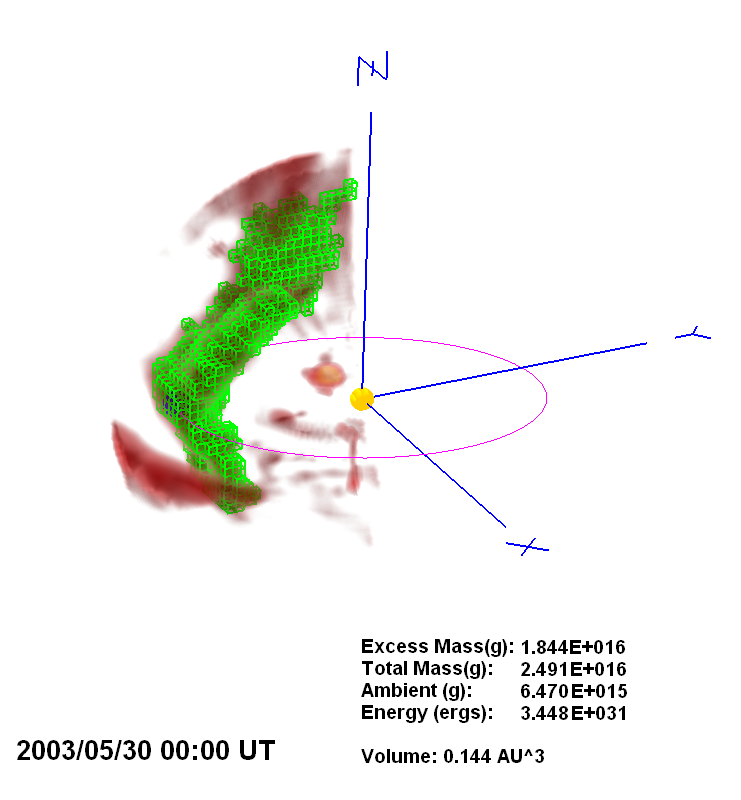 Z
Y
X
Excess Mass(g): 1.844E+016
Total Mass(g): 2.491E+016
Ambient (g): 6.470E+015
Energy (ergs): 3.448E+031
2003/05/30 00:00 UT
Volume: 0.144 AU^3